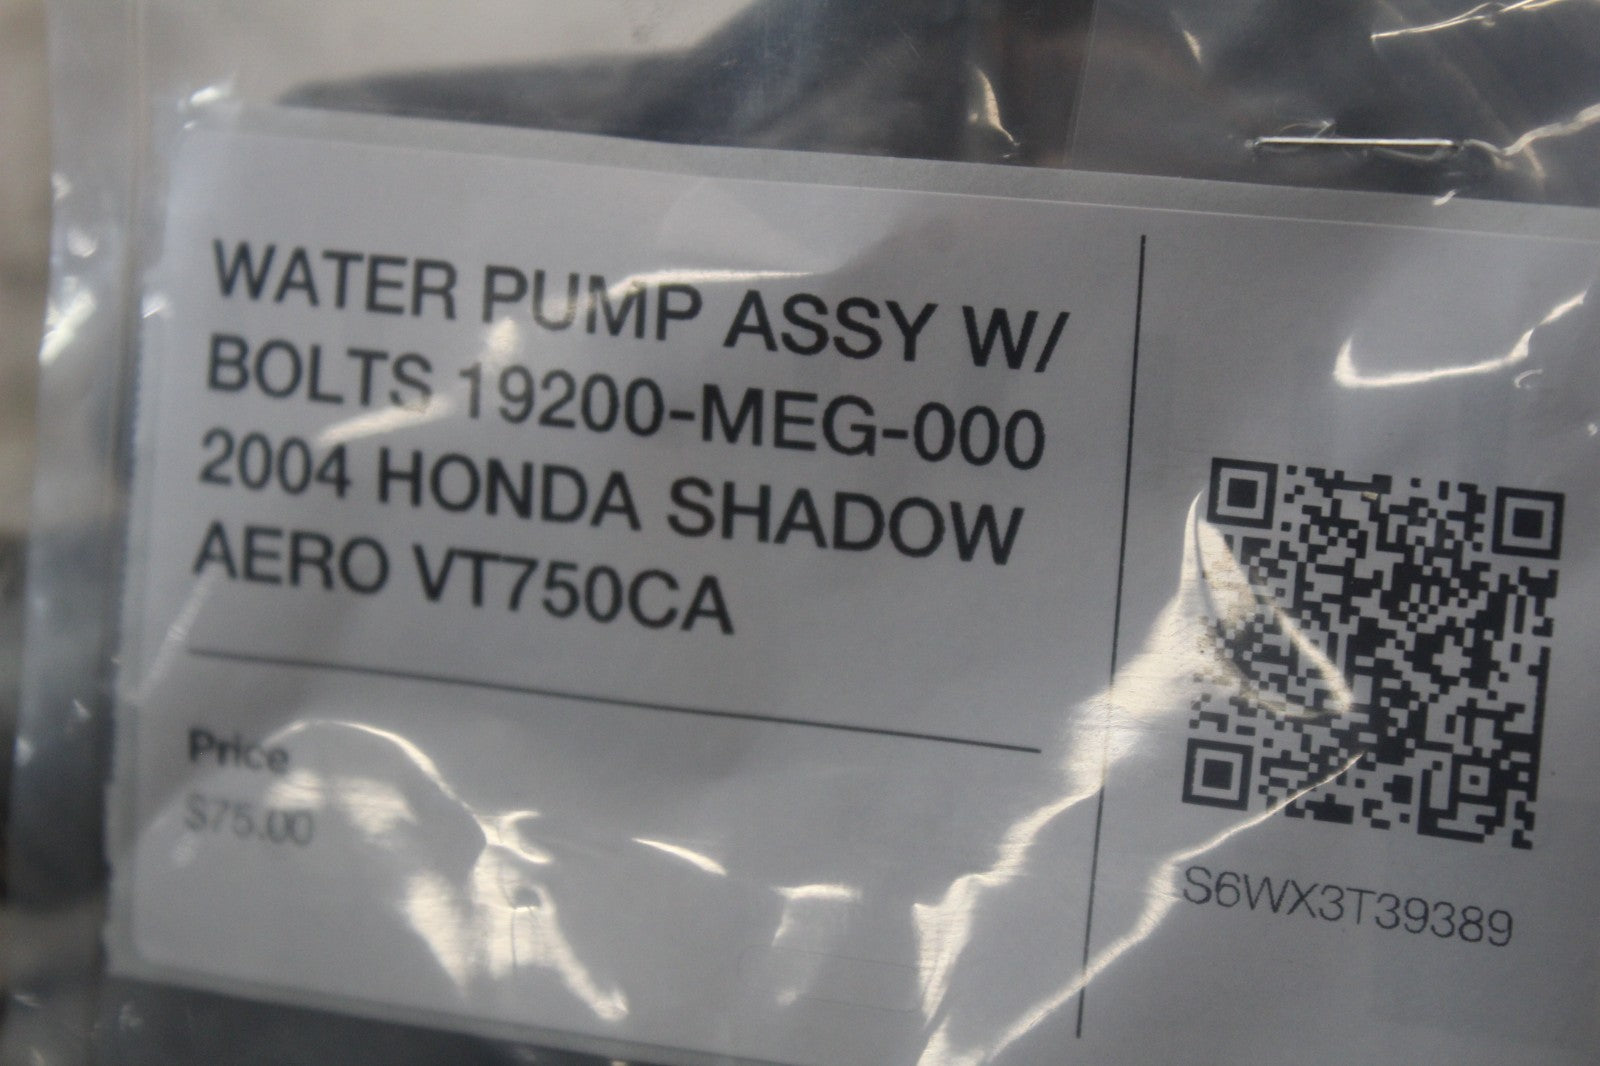 WATER PUMP ASSY W/
BOLTS 19200-MEG-000
2004 HONDA SHADOW
AERO VT750CA
Price
$75.00
S6WX3T39389